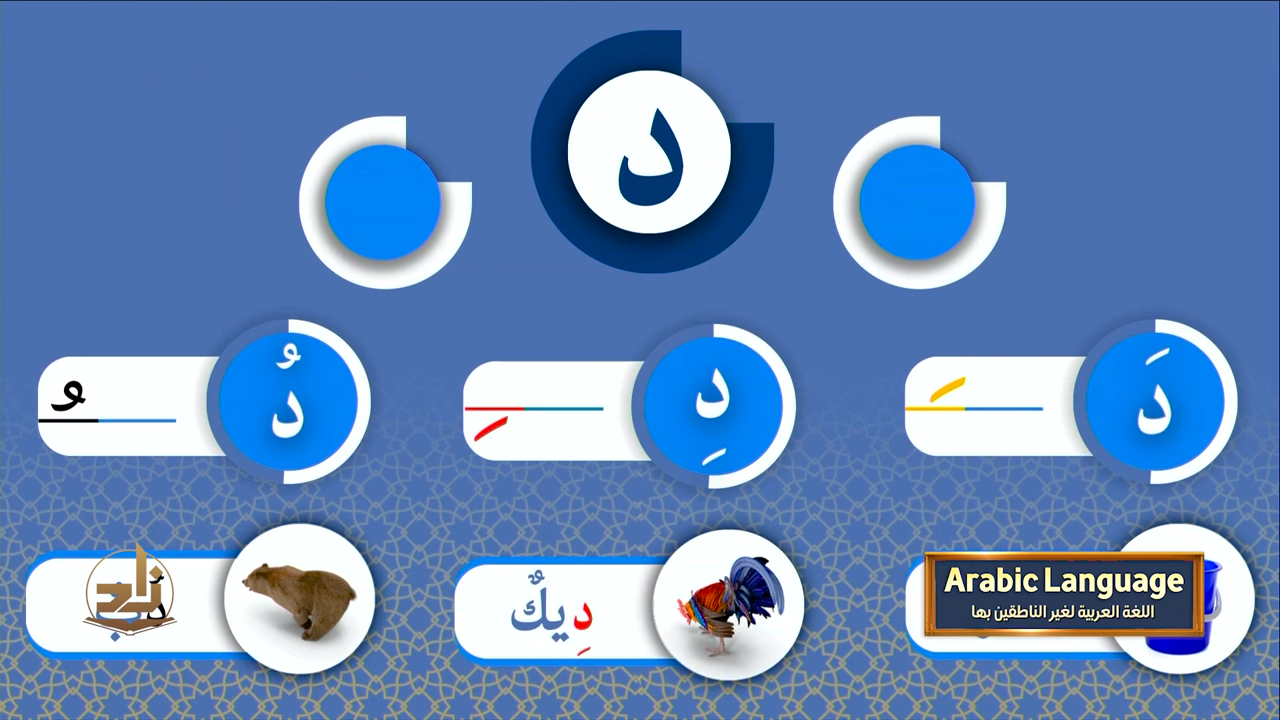 د
دَ
دِ
دُ
دِيكٌ
Arabic Language
اللغة العربية لغير الناطقين بها